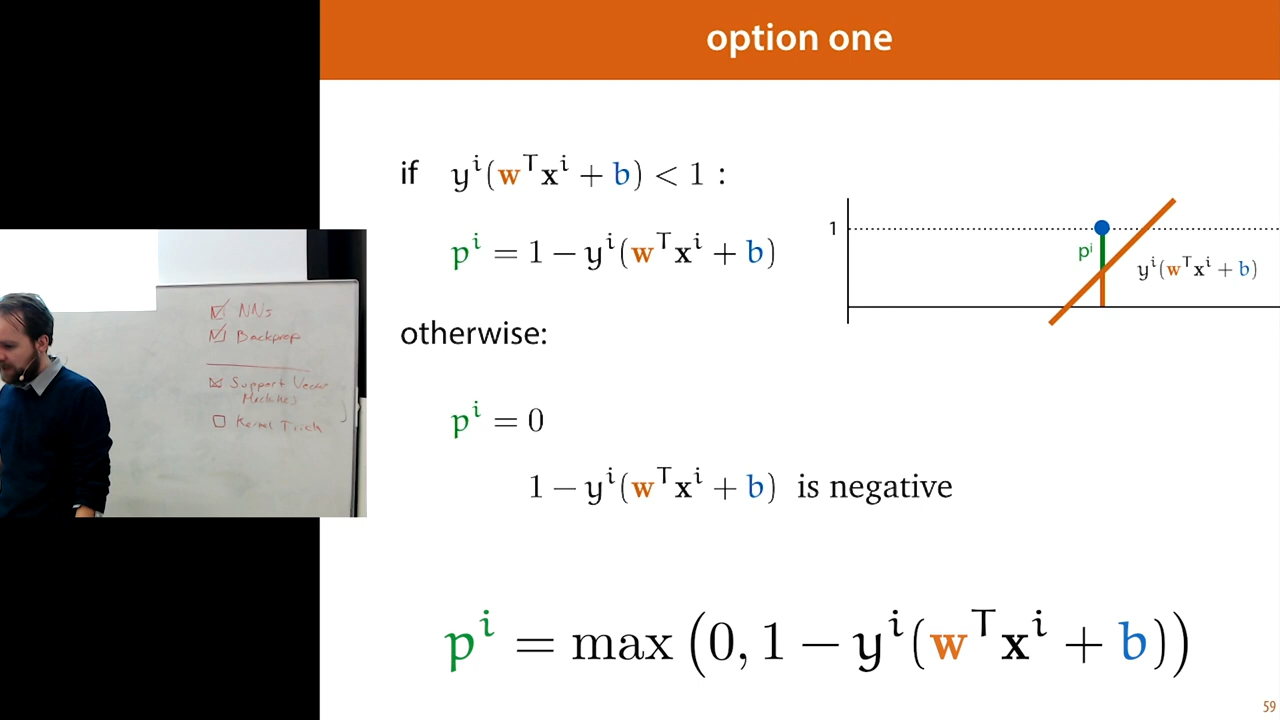 option one
if yⁱ(wᵀxⁱ + b) < 1 :
pⁱ = 1 − yⁱ(wᵀxⁱ + b)
1
pⁱ
yⁱ(wᵀxⁱ + b)
otherwise:
pⁱ = 0
1 − yⁱ(wᵀxⁱ + b) is negative
pⁱ = max (0, 1 − yⁱ(wᵀxⁱ + b))
59
NNs
Backprop
Support Vector
Machines
Kernel Trick